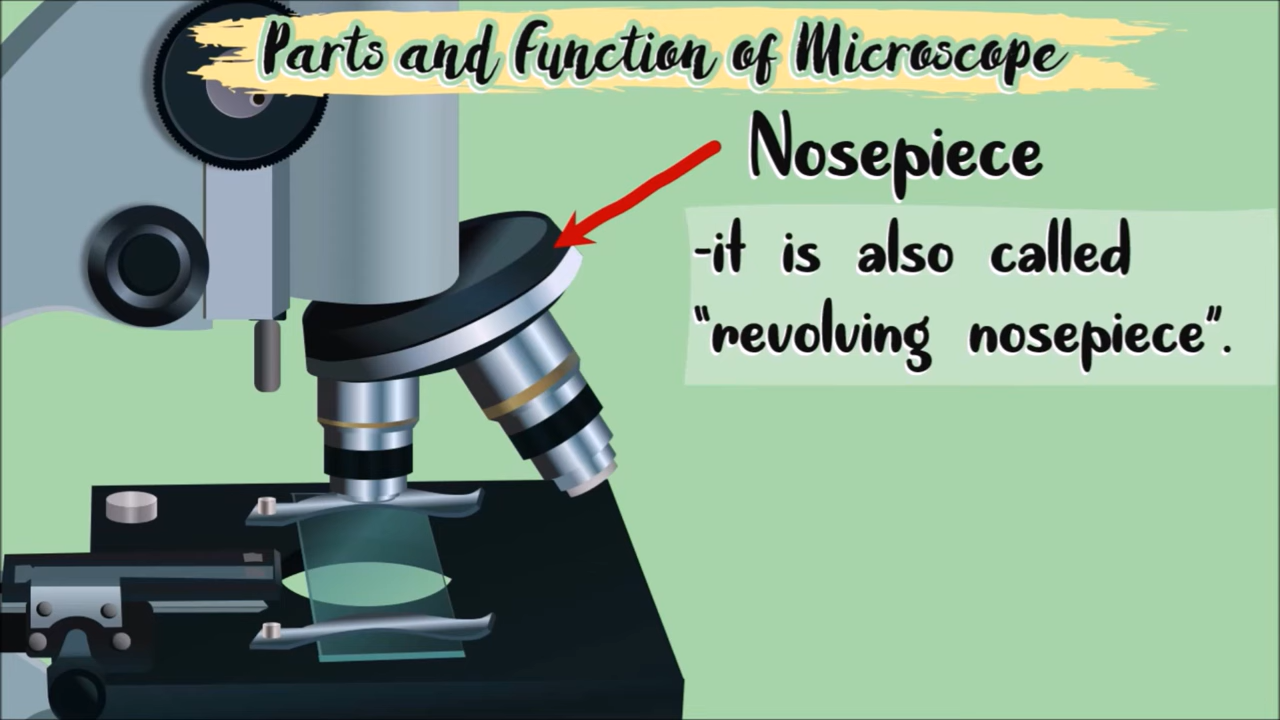 Parts and Function of Microscope
Nosepiece
-it is also called
"revolving nosepiece".